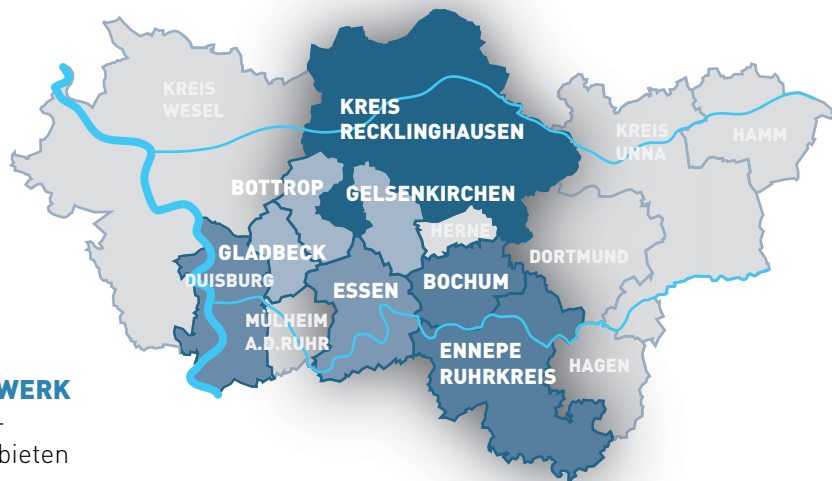 KREIS
WESEL
KREIS
RECKLINGHAUSEN
KREIS
UNNA
HAMM
BOTTROP
GELSENKIRCHEN
HERNE
GLADBECK
DUISBURG
ESSEN
BOCHUM
DORTMUND
MÜLHEIM
A.D.RUHR
ENNEPE
RUHRKREIS
HAGEN
WERK
-
bieten